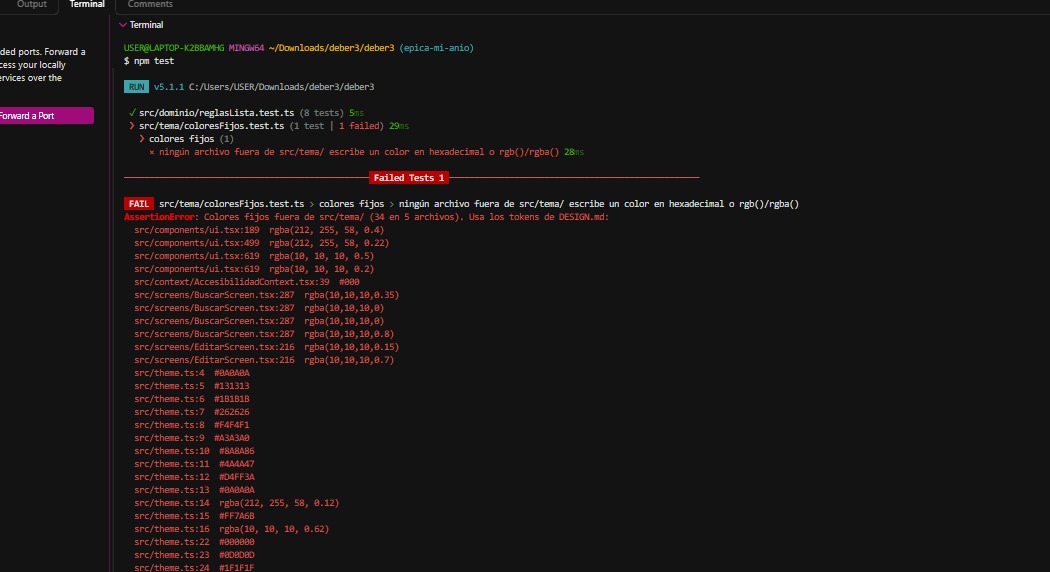 Output Terminal Comments
Terminal
ded ports. Forward a
cess your locally
ervices over the
Forward a Port
USER@LAPTOP-K2BBAMHG MINGW64 ~/Downloads/deber3/deber3 (epica-mi-anio)
$ npm test
RUN v5.1.1 C:/Users/USER/Downloads/deber3/deber3
✓ src/dominio/reglasLista.test.ts (8 tests) 5ms
❯ src/tema/coloresFijos.test.ts (1 test | 1 failed) 29ms
❯ colores fijos (1)
× ningún archivo fuera de src/tema/ escribe un color en hexadecimal o rgb()/rgba() 28ms
Failed Tests 1
FAIL src/tema/coloresFijos.test.ts > colores fijos > ningún archivo fuera de src/tema/ escribe un color en hexadecimal o rgb()/rgba()
AssertionError: Colores fijos fuera de src/tema/ (34 en 5 archivos). Usa los tokens de DESIGN.md:
src/components/ui.tsx:189 rgba(212, 255, 58, 0.4)
src/components/ui.tsx:499 rgba(212, 255, 58, 0.22)
src/components/ui.tsx:619 rgba(10, 10, 10, 0.5)
src/components/ui.tsx:619 rgba(10, 10, 10, 0.2)
src/context/AccesibilidadContext.tsx:39 #000
src/screens/BuscarScreen.tsx:287 rgba(10,10,10,0.35)
src/screens/BuscarScreen.tsx:287 rgba(10,10,10,0)
src/screens/BuscarScreen.tsx:287 rgba(10,10,10,0)
src/screens/BuscarScreen.tsx:287 rgba(10,10,10,0.8)
src/screens/EditarScreen.tsx:216 rgba(10,10,10,0.15)
src/screens/EditarScreen.tsx:216 rgba(10,10,10,0.7)
src/theme.ts:4 #0A0A0A
src/theme.ts:5 #131313
src/theme.ts:6 #1B1B1B
src/theme.ts:7 #262626
src/theme.ts:8 #F4F4F1
src/theme.ts:9 #A3A3A0
src/theme.ts:10 #8A8A86
src/theme.ts:11 #4A4A47
src/theme.ts:12 #D4FF3A
src/theme.ts:13 #0A0A0A
src/theme.ts:14 rgba(212, 255, 58, 0.12)
src/theme.ts:15 #FF7A6B
src/theme.ts:16 rgba(10, 10, 10, 0.62)
src/theme.ts:22 #000000
src/theme.ts:23 #0D0D0D
src/theme.ts:24 #1F1F1F